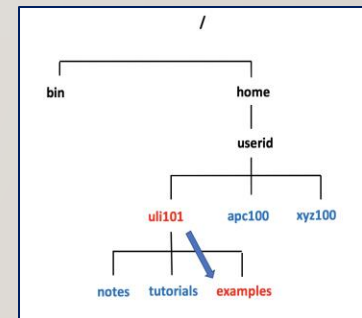 /
bin home
userid
uli101 apc100 xyz100
notes tutorials examples